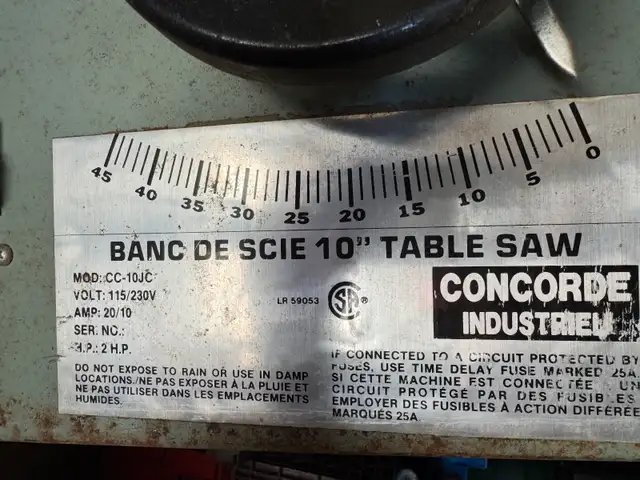 45 40 35 30 25 20 15 10 5 0
BANC DE SCIE 10" TABLE SAW
MOD: CC-10JC
VOLT: 115/230V
AMP: 20/10
SER. NO.:
H.P.: 2 H.P.
DO NOT EXPOSE TO RAIN OR USE IN DAMP
LOCATIONS./NE PAS EXPOSER À LA PLUIE ET
NE PAS UTILISER DANS LES EMPLACEMENTS
HUMIDES.
LR 59053 SA ®
CONCORDE
INDUSTRIEL
IF CONNECTED TO A CIRCUIT PROTECTED BY
FUSES, USE TIME DELAY FUSE MARKED 25A.
SI CETTE MACHINE EST CONNECTÉE UN
CIRCUIT PROTÉGÉ PAR DES FUSIBLES
EMPLOYER DES FUSIBLES À ACTION DIFFÉRÉE
MARQUÉS 25A